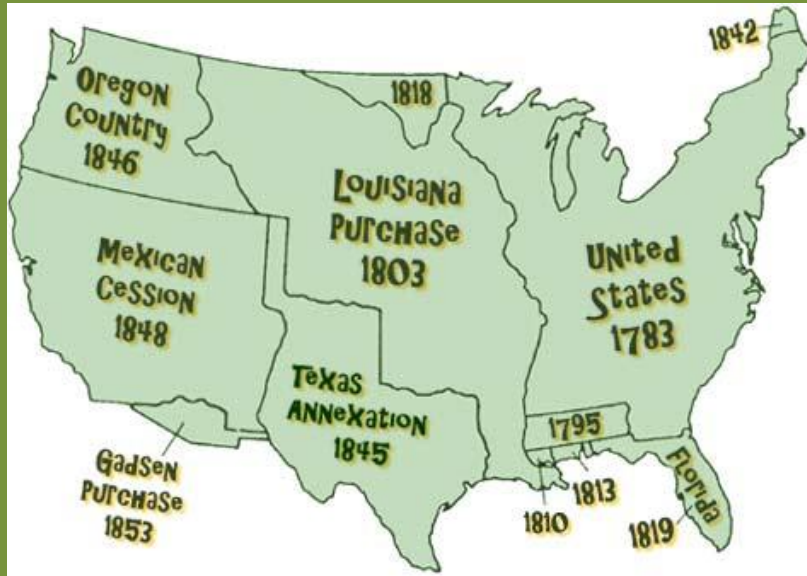 1842
Oregon
Country
1846
1818
Louisiana
Purchase
1803
United
States
1783
Mexican
Cession
1848
Texas
Annexation
1845
1795
Gadsen
Purchase
1853
1810
1813
Florida
1819